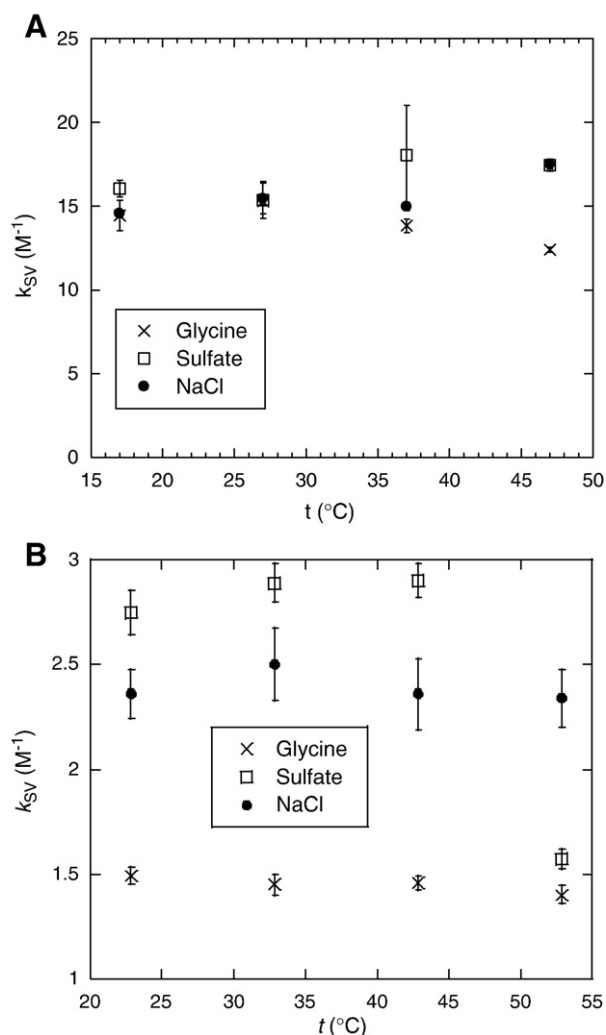 A
25
20
15
10
5
0
k_SV (M⁻¹)
× Glycine
□ Sulfate
● NaCl
15 20 25 30 35 40 45 50
t (°C)
B
3
2.5
2
1.5
1
k_SV (M⁻¹)
× Glycine
□ Sulfate
● NaCl
20 25 30 35 40 45 50 55
t (°C)